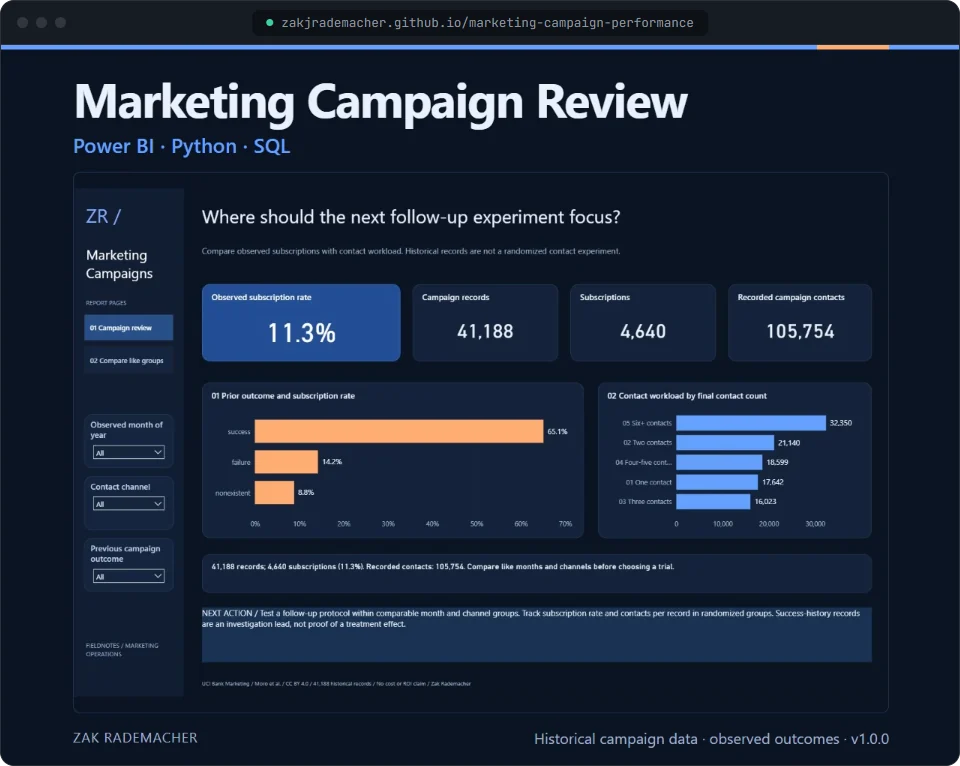 zakjrademacher.github.io/marketing-campaign-performance
Marketing Campaign Review
Power BI · Python · SQL
ZR /
Marketing
Campaigns
REPORT PAGES
01 Campaign review
02 Compare like groups
Observed month of
year
All
Contact channel
All
Previous campaign
outcome
All
FIELDNOTES / MARKETING
OPERATIONS
Where should the next follow-up experiment focus?
Compare observed subscriptions with contact workload. Historical records are not a randomized contact experiment.
Observed subscription rate
11.3%
Campaign records
41,188
Subscriptions
4,640
Recorded campaign contacts
105,754
01 Prior outcome and subscription rate
success
65.1%
failure
14.2%
nonexistent
8.8%
0% 10% 20% 30% 40% 50% 60% 70%
02 Contact workload by final contact count
05 Six+ contacts
32,350
02 Two contacts
21,140
04 Four-five cont...
18,599
01 One contact
17,642
03 Three contacts
16,023
0 10,000 20,000 30,000
41,188 records; 4,640 subscriptions (11.3%). Recorded contacts: 105,754. Compare like months and channels before choosing a trial.
NEXT ACTION / Test a follow-up protocol within comparable month and channel groups. Track subscription rate and contacts per record in randomized groups. Success-history records
are an investigation lead, not proof of a treatment effect.
UCI Bank Marketing / Moro et al. / CC BY 4.0 / 41,188 historical records / No cost or ROI claim / Zak Rademacher
ZAK RADEMACHER
Historical campaign data · observed outcomes · v1.0.0